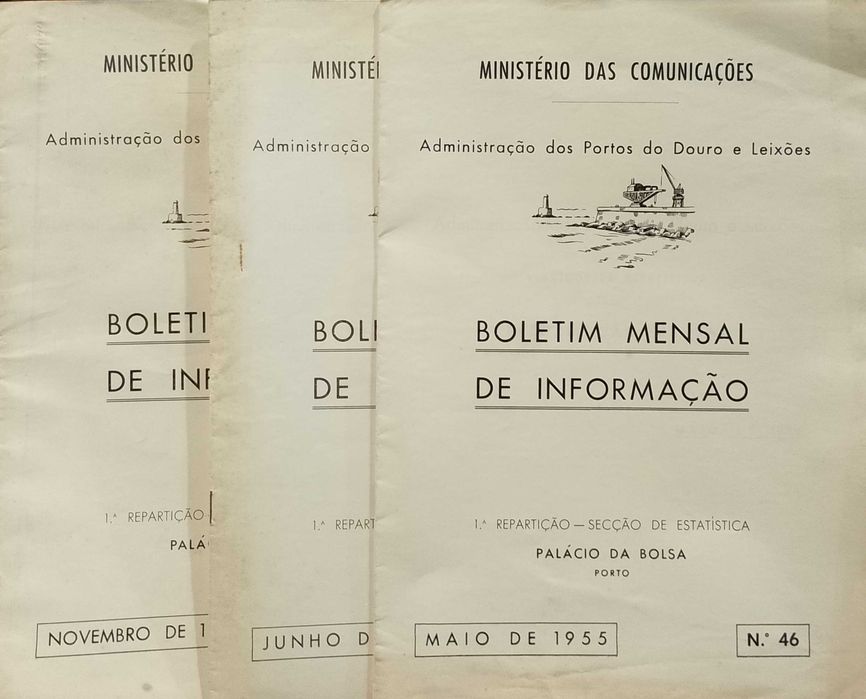 MINISTÉRIO
Administração dos
BOLETI
DE INF
1.ª REPARTIÇÃO
PALÁ
NOVEMBRO DE 1
MINISTÉ
Administração
BOL
DE
1.ª REPART
JUNHO D
MINISTÉRIO DAS COMUNICAÇÕES
Administração dos Portos do Douro e Leixões
BOLETIM MENSAL
DE INFORMAÇÃO
1.ª REPARTIÇÃO — SECÇÃO DE ESTATÍSTICA
PALÁCIO DA BOLSA
PORTO
MAIO DE 1955
N.º 46